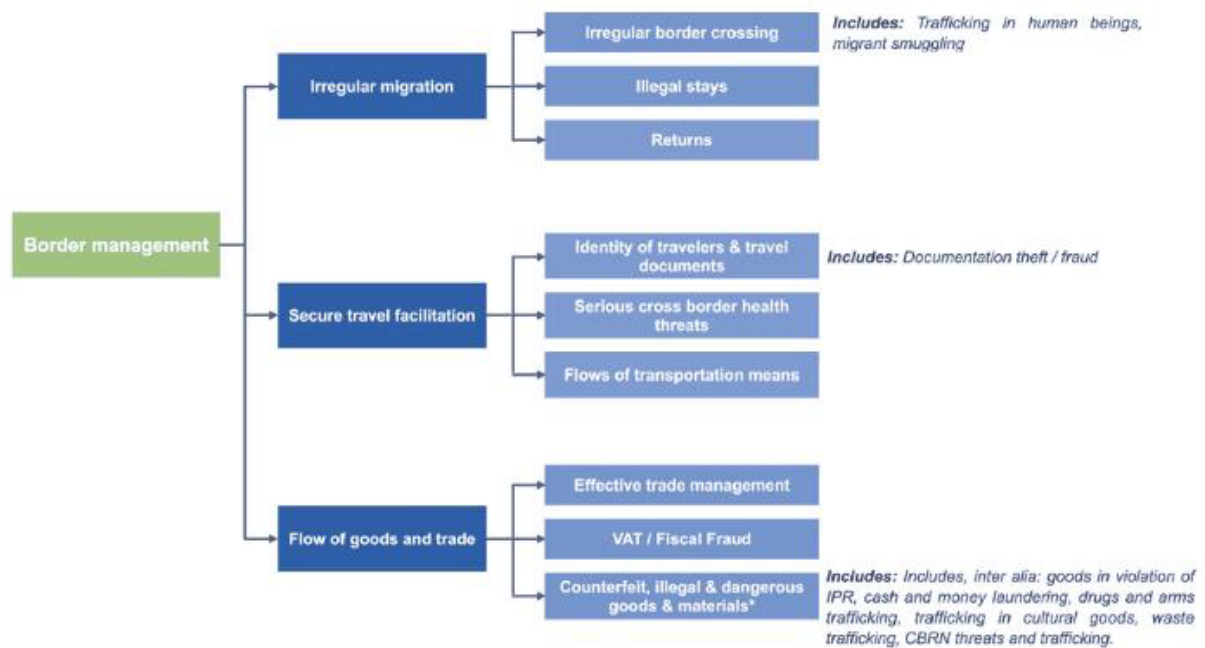 Irregular border crossing
Includes: Trafficking in human beings,
migrant smuggling
Irregular migration
Illegal stays
Returns
Border management
Identity of travelers & travel
documents
Includes: Documentation theft / fraud
Secure travel facilitation
Serious cross border health
threats
Flows of transportation means
Effective trade management
Flow of goods and trade
VAT / Fiscal Fraud
Counterfeit, illegal & dangerous
goods & materials*
Includes: Includes, inter alia: goods in violation of
IPR, cash and money laundering, drugs and arms
trafficking, trafficking in cultural goods, waste
trafficking, CBRN threats and trafficking.